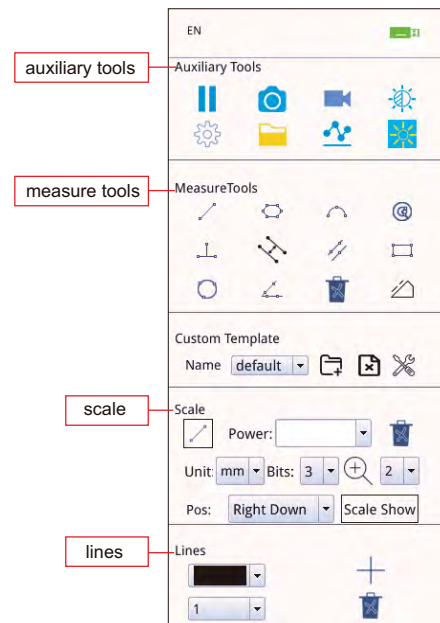 EN
auxiliary tools
Auxiliary Tools
measure tools
MeasureTools
Custom Template
Name default
scale
Scale
Power:
Unit: mm Bits: 3 2
Pos: Right Down Scale Show
lines
Lines
1